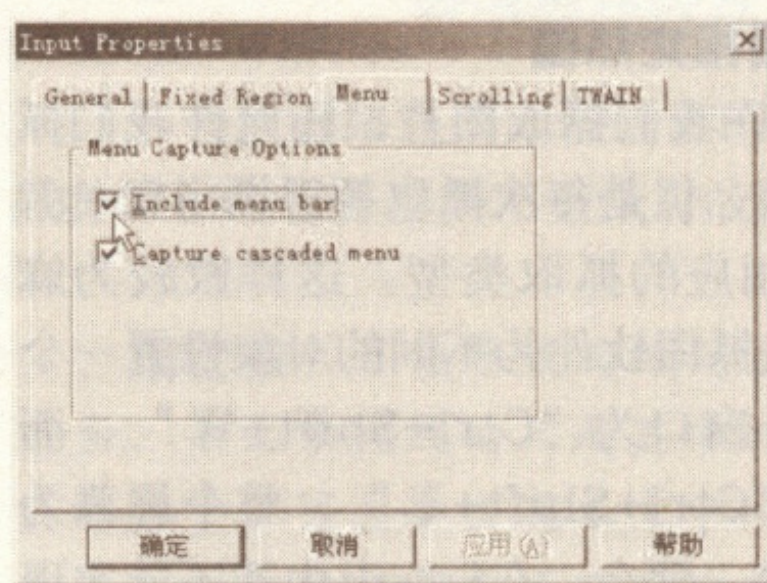 Input Properties
General Fixed Region Menu Scrolling TWAIN
Menu Capture Options
Include menu bar
Capture cascaded menu
确定 取消 应用(A) 帮助